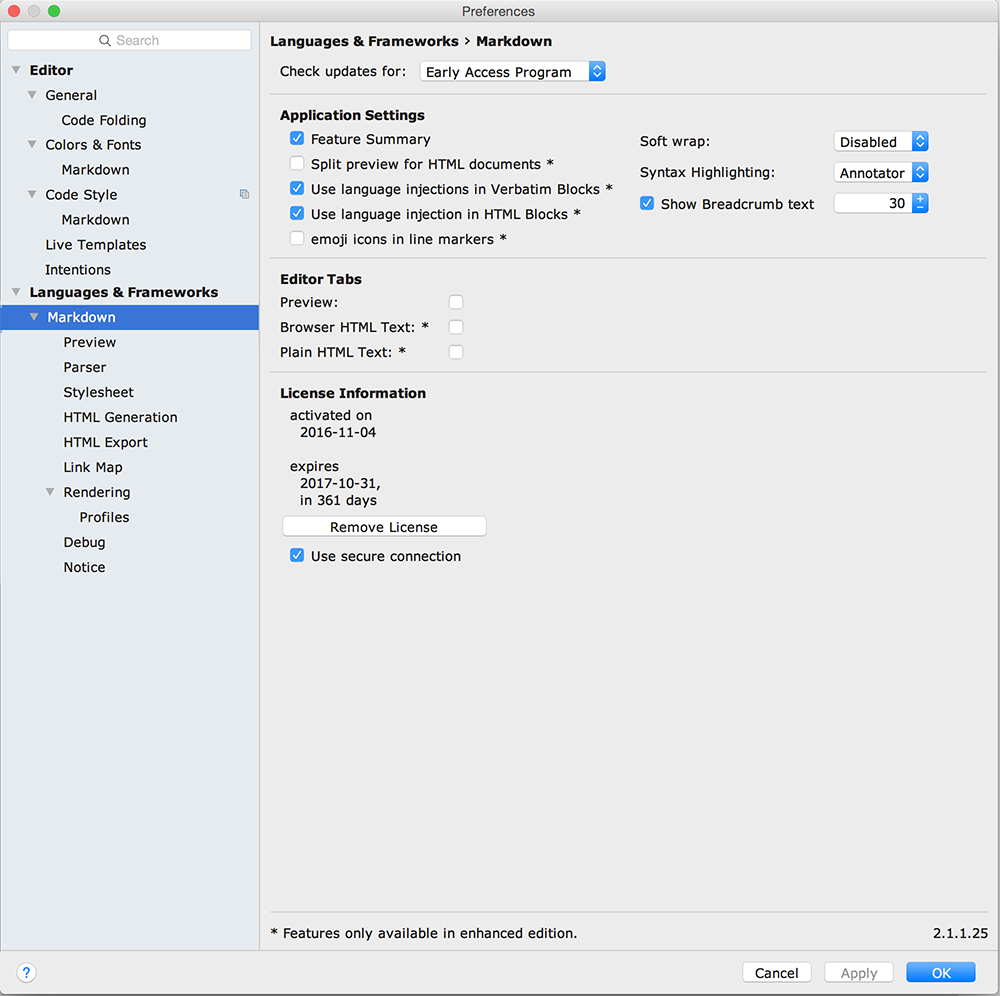 Preferences
Search
Editor
General
Code Folding
Colors & Fonts
Markdown
Code Style
Markdown
Live Templates
Intentions
Languages & Frameworks
Markdown
Preview
Parser
Stylesheet
HTML Generation
HTML Export
Link Map
Rendering
Profiles
Debug
Notice
Languages & Frameworks › Markdown
Check updates for: Early Access Program
Application Settings
Feature Summary
Split preview for HTML documents *
Use language injections in Verbatim Blocks *
Use language injection in HTML Blocks *
emoji icons in line markers *
Soft wrap: Disabled
Syntax Highlighting: Annotator
Show Breadcrumb text 30
Editor Tabs
Preview:
Browser HTML Text: *
Plain HTML Text: *
License Information
activated on
2016-11-04
expires
2017-10-31,
in 361 days
Remove License
Use secure connection
* Features only available in enhanced edition. 2.1.1.25
? Cancel Apply OK